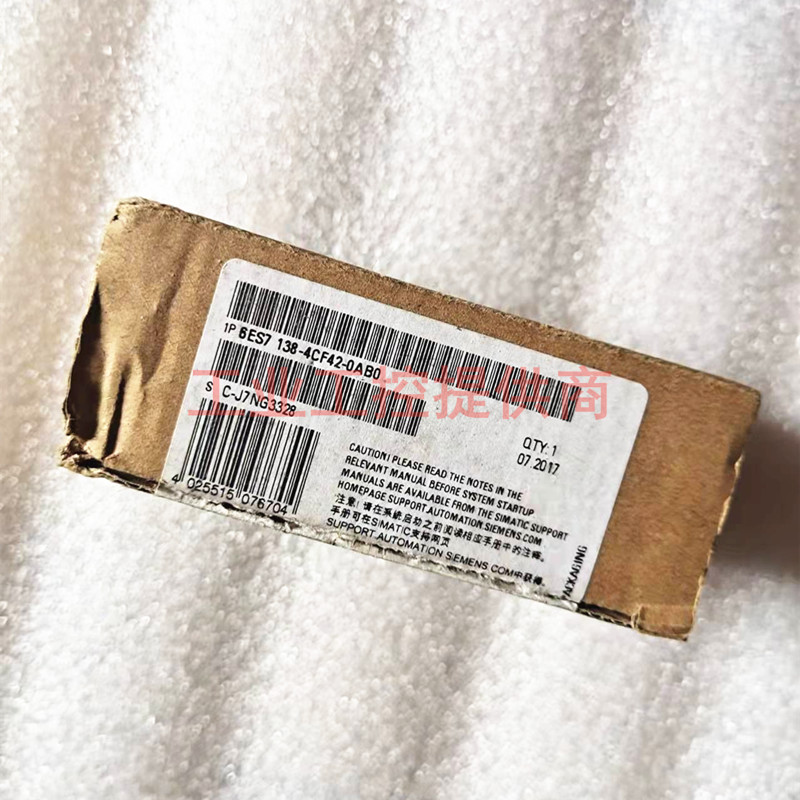 1P 6ES7 138-4CF42-0AB0
S C-J7NG3328
工业工控提供商
4 025515 076704
QTY: 1
07.2017
CAUTION! PLEASE READ THE NOTES IN THE
RELEVANT MANUAL BEFORE SYSTEM STARTUP
MANUALS ARE AVAILABLE FROM THE SIMATIC SUPPORT
HOMEPAGE SUPPORT.AUTOMATION.SIEMENS.COM
注意!请在系统启动之前阅读相应手册中的注释。
手册可在SIMATIC支持网页
SUPPORT.AUTOMATION.SIEMENS.COM中获得。
PACKAGING